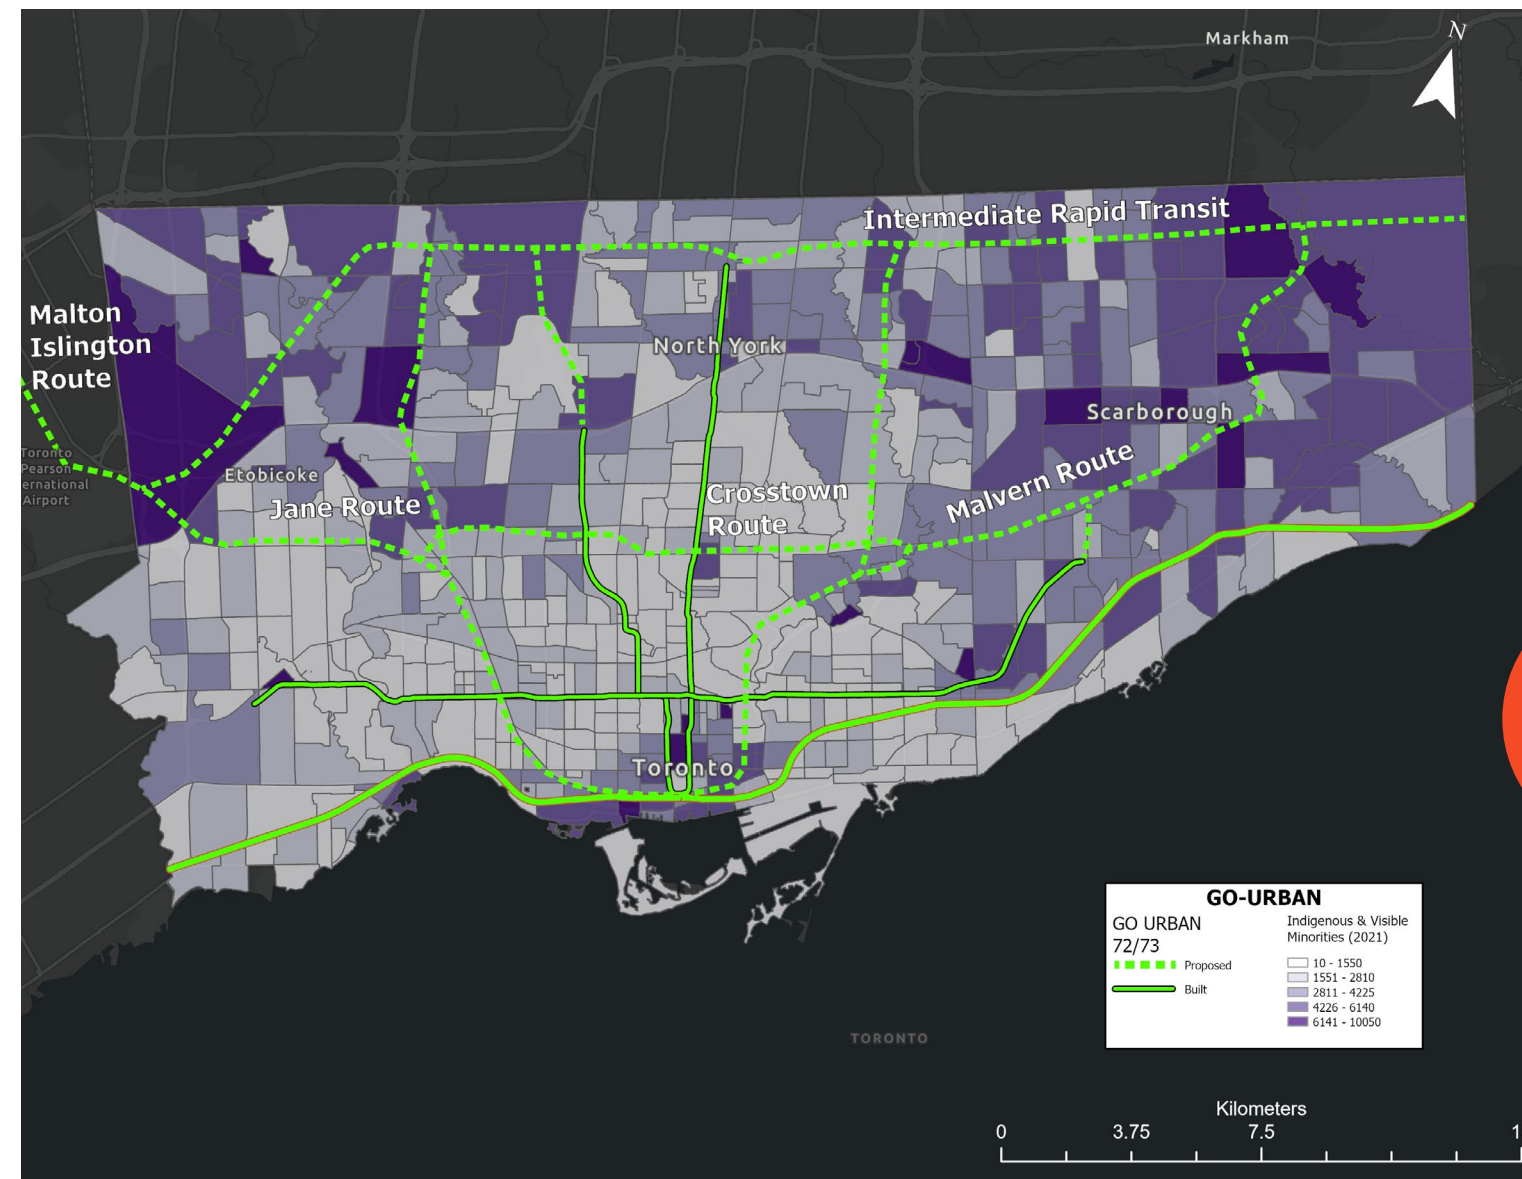 Markham
N
Intermediate Rapid Transit
Malton
Islington
Route
North York
Scarborough
Toronto
Pearson
ernational
Airport
Etobicoke
Jane Route
Crosstown
Route
Malvern Route
Toronto
GO-URBAN
GO URBAN
72/73
Proposed
Built
Indigenous & Visible
Minorities (2021)
10 - 1550
1551 - 2810
2811 - 4225
4226 - 6140
6141 - 10050
TORONTO
Kilometers
0 3.75 7.5 1